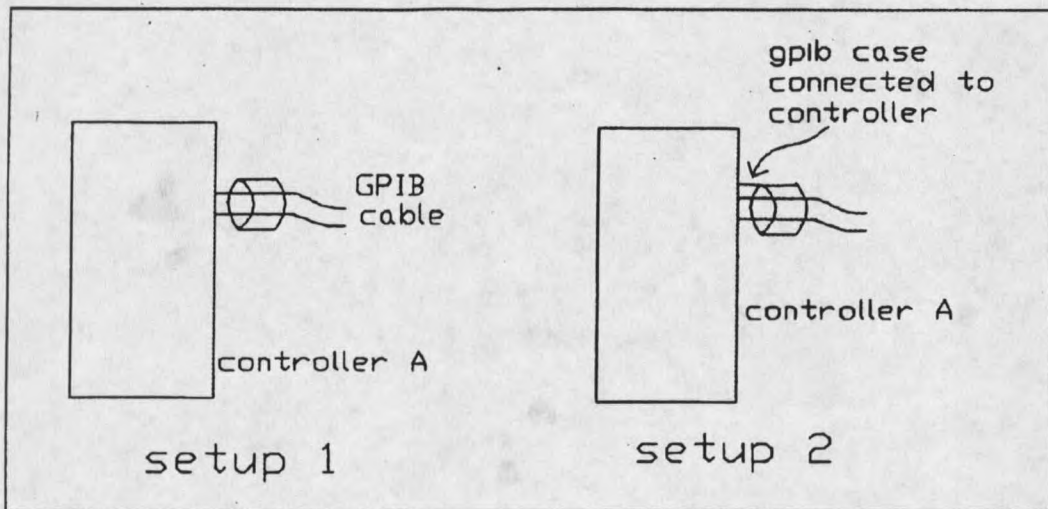 GPIB
cable
controller A
setup 1
gpib case
connected to
controller
controller A
setup 2